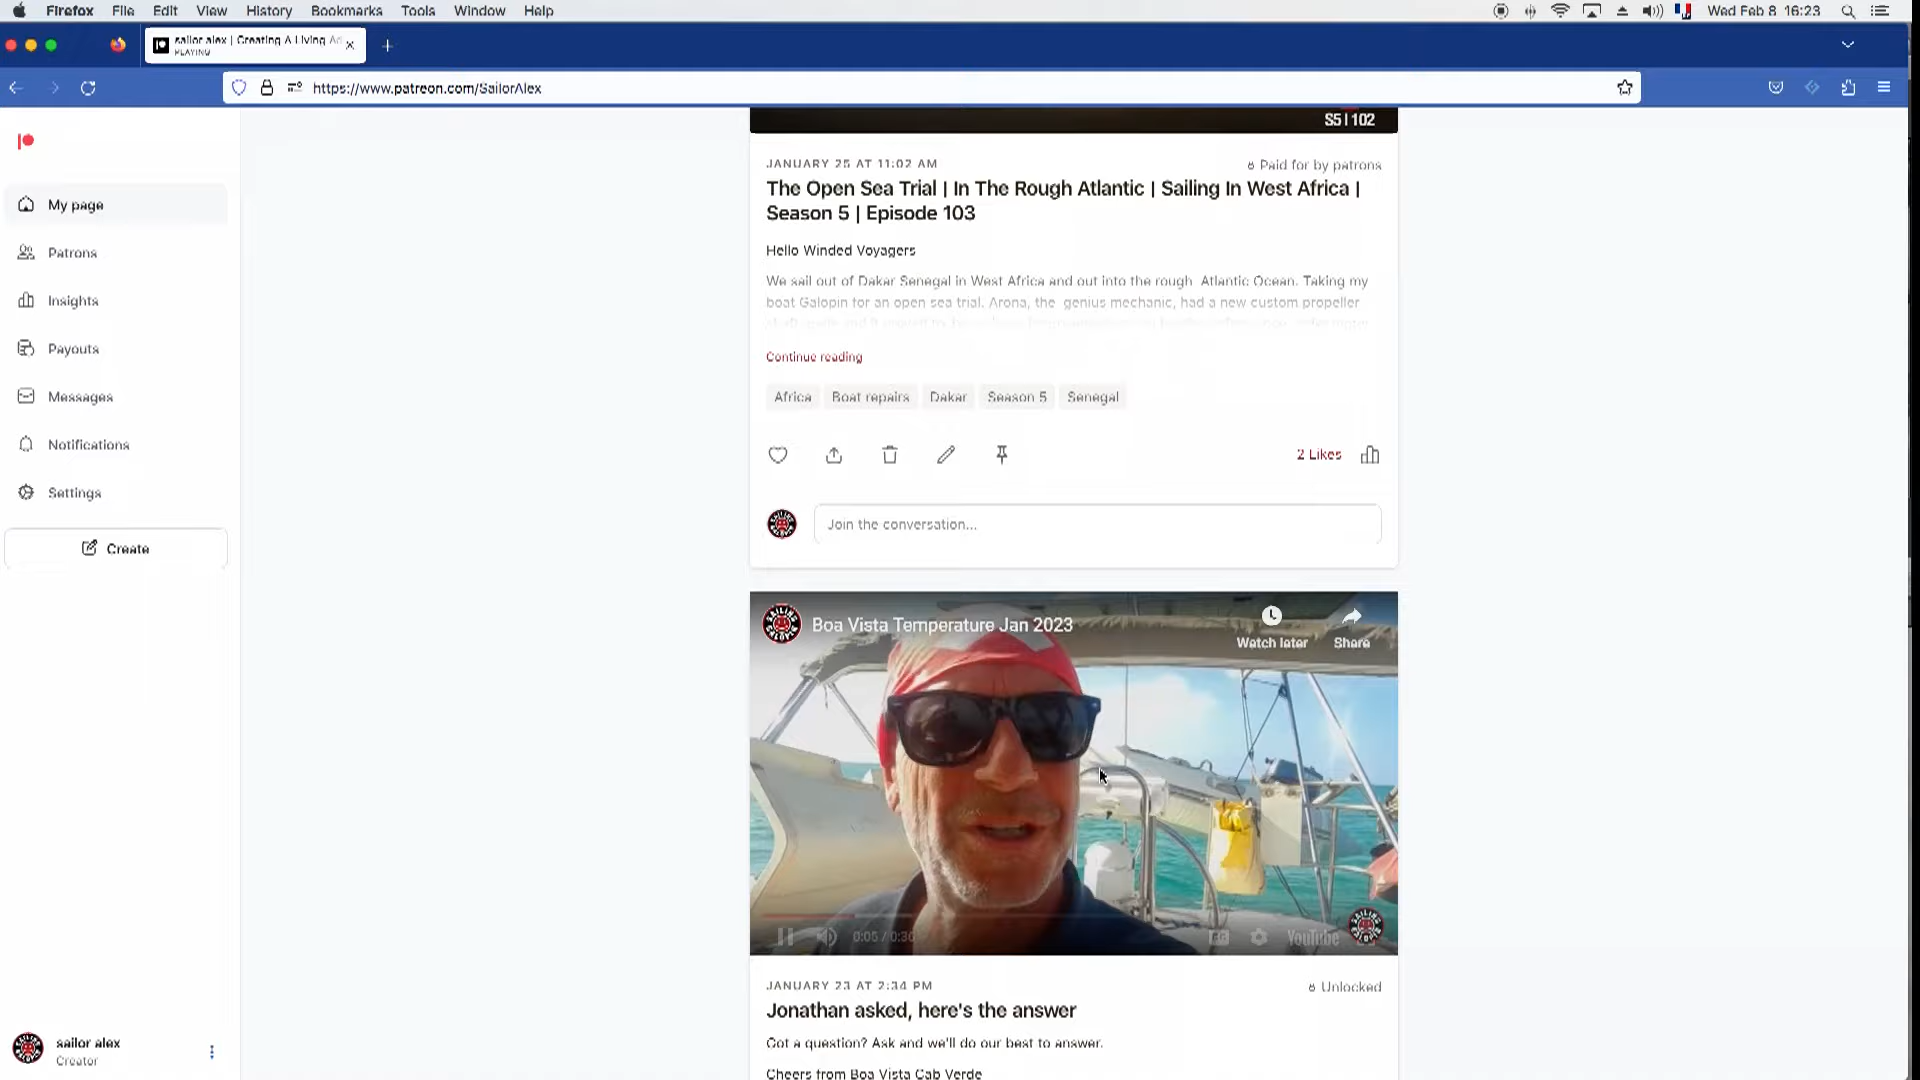 Firefox File Edit View History Bookmarks Tools Window Help Wed Feb 8 16:23
sailor alex | Creating A Living Ad
PLAYING
https://www.patreon.com/SailorAlex
My page
Patrons
Insights
Payouts
Messages
Notifications
Settings
Create
sailor alex
Creator
S5 | 102
JANUARY 25 AT 11:02 AM Paid for by patrons
The Open Sea Trial | In The Rough Atlantic | Sailing In West Africa |
Season 5 | Episode 103
Hello Winded Voyagers
We sail out of Dakar Senegal in West Africa and out into the rough Atlantic Ocean. Taking my
boat Galopin for an open sea trial. Arona, the genius mechanic, had a new custom propeller
Continue reading
Africa Boat repairs Dakar Season 5 Senegal
2 Likes
Join the conversation...
Boa Vista Temperature Jan 2023
Watch later Share
0:05 / 0:36 YouTube
JANUARY 23 AT 2:34 PM Unlocked
Jonathan asked, here's the answer
Got a question? Ask and we'll do our best to answer.
Cheers from Boa Vista Cab Verde